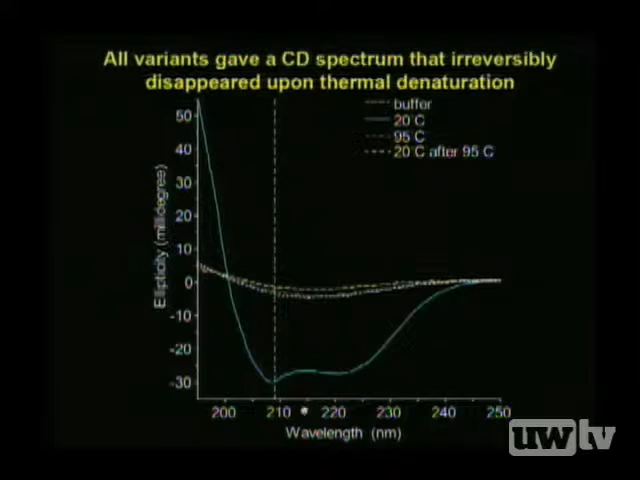 All variants gave a CD spectrum that irreversibly
disappeared upon thermal denaturation
buffer
20 C
95 C
20 C after 95 C
Ellipticity (millidegree)
50
40
30
20
10
0
-10
-20
-30
200 210 220 230 240 250
Wavelength (nm)
uwtv